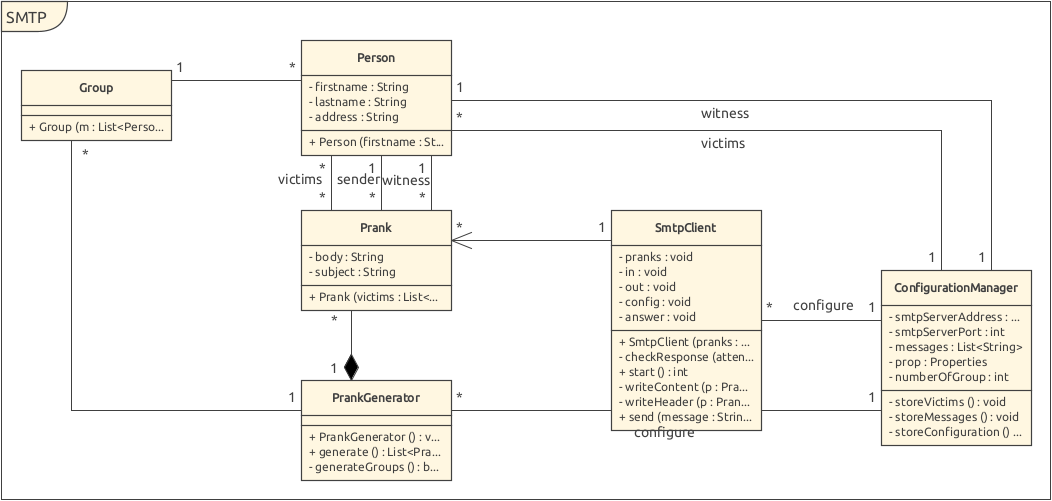 SMTP
Group
+ Group (m : List<Perso...
1
*
*
Person
- firstname : String
- lastname : String
- address : String
+ Person (firstname : St...
1
*
witness
victims
*
1
1
victims
sender
witness
*
*
*
Prank
- body : String
- subject : String
+ Prank (victims : List<...
*
1
*
1
SmtpClient
- pranks : void
- in : void
- out : void
- config : void
- answer : void
+ SmtpClient (pranks : ...
- checkResponse (atten...
+ start () : int
- writeContent (p : Pra...
- writeHeader (p : Pran...
+ send (message : Strin...
*
configure
1
1
1
ConfigurationManager
- smtpServerAddress : ...
- smtpServerPort : int
- messages : List<String>
- prop : Properties
- numberOfGroup : int
- storeVictims () : void
- storeMessages () : void
- storeConfiguration () ...
1
PrankGenerator
+ PrankGenerator () : v...
+ generate () : List<Pra...
- generateGroups () : b...
1
*
configure
1